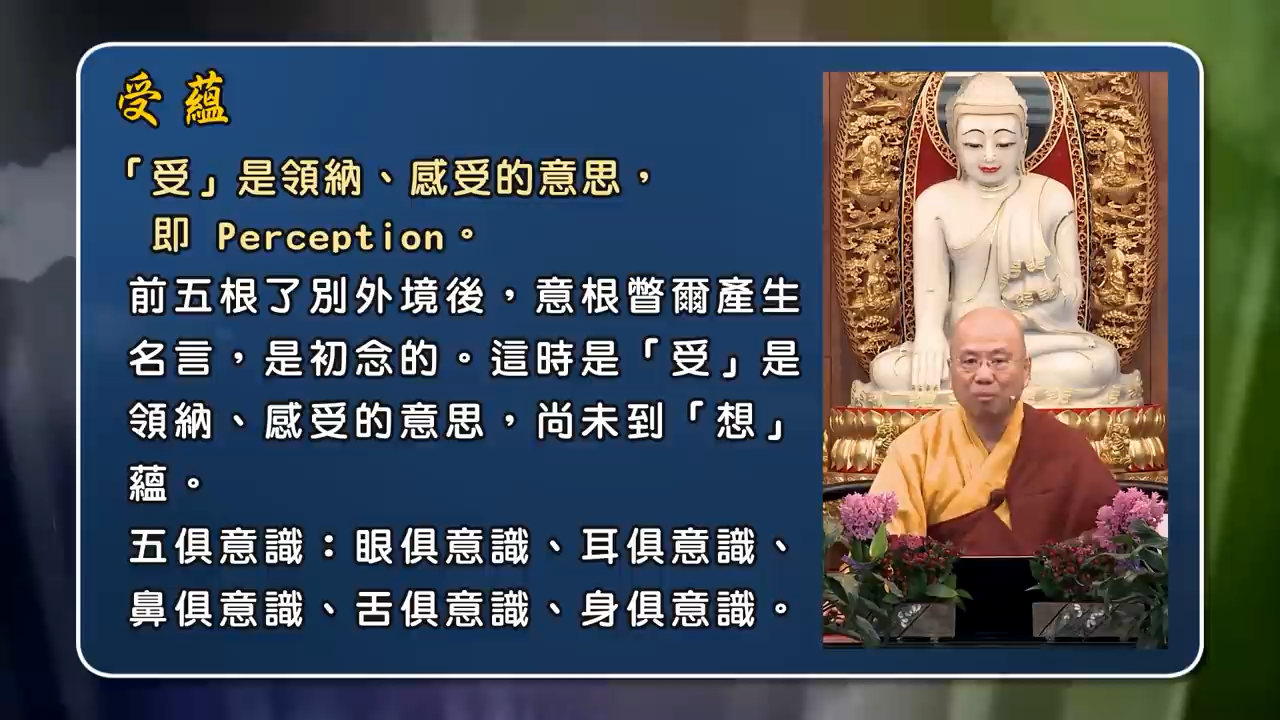 受蘊
「受」是領納、感受的意思，
即 Perception。
前五根了別外境後，意根瞥爾產生
名言，是初念的。這時是「受」是
領納、感受的意思，尚未到「想」
蘊。
五俱意識：眼俱意識、耳俱意識、
鼻俱意識、舌俱意識、身俱意識。